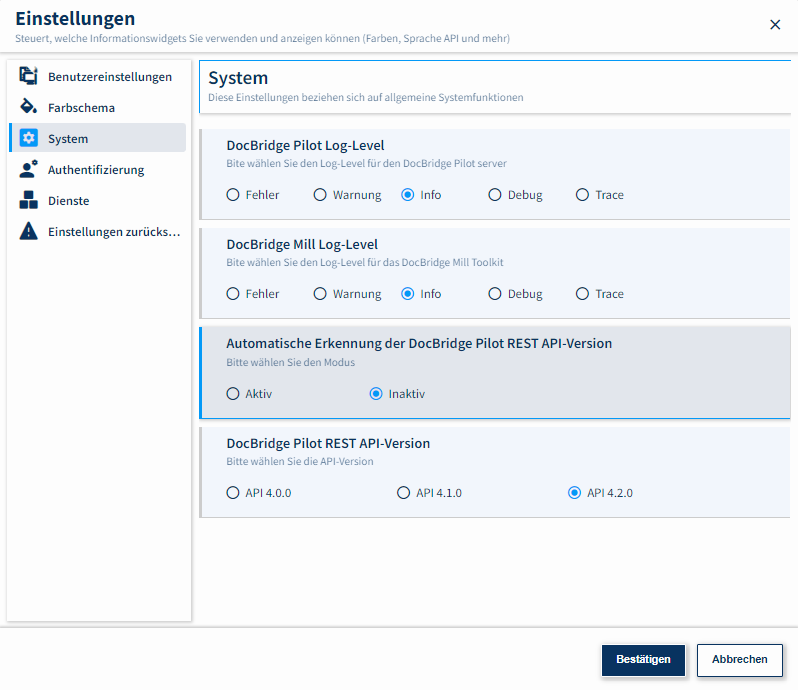 Einstellungen
Steuert, welche Informationswidgets Sie verwenden und anzeigen können (Farben, Sprache API und mehr)
Benutzereinstellungen
Farbschema
System
Authentifizierung
Dienste
Einstellungen zurücks...
System
Diese Einstellungen beziehen sich auf allgemeine Systemfunktionen
DocBridge Pilot Log-Level
Bite wählen Sie den Log-Level für den DocBridge Pilot server
Fehler Warnung Info Debug Trace
DocBridge Mill Log-Level
Bite wählen Sie den Log-Level für das DocBridge Mill Toolkit
Fehler Warnung Info Debug Trace
Automatische Erkennung der DocBridge Pilot REST API-Version
Bitte wählen Sie den Modus
Aktiv Inaktiv
DocBridge Pilot REST API-Version
Bitte wählen Sie die API-Version
API 4.0.0 API 4.1.0 API 4.2.0
Bestätigen Abbrechen